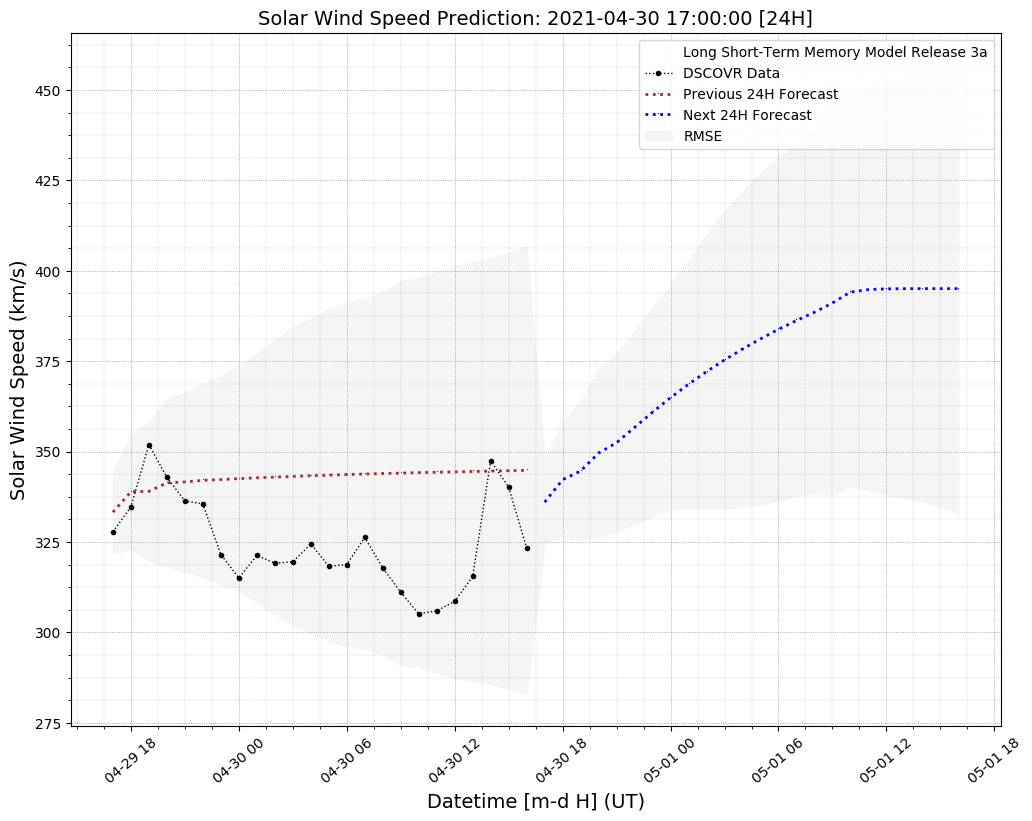 Solar Wind Speed Prediction: 2021-04-30 17:00:00 [24H]
Long Short-Term Memory Model Release 3a
DSCOVR Data
Previous 24H Forecast
Next 24H Forecast
RMSE
Solar Wind Speed (km/s)
450
425
400
375
350
325
300
275
04-29 18
04-30 00
04-30 06
04-30 12
04-30 18
05-01 00
05-01 06
05-01 12
05-01 18
Datetime [m-d H] (UT)